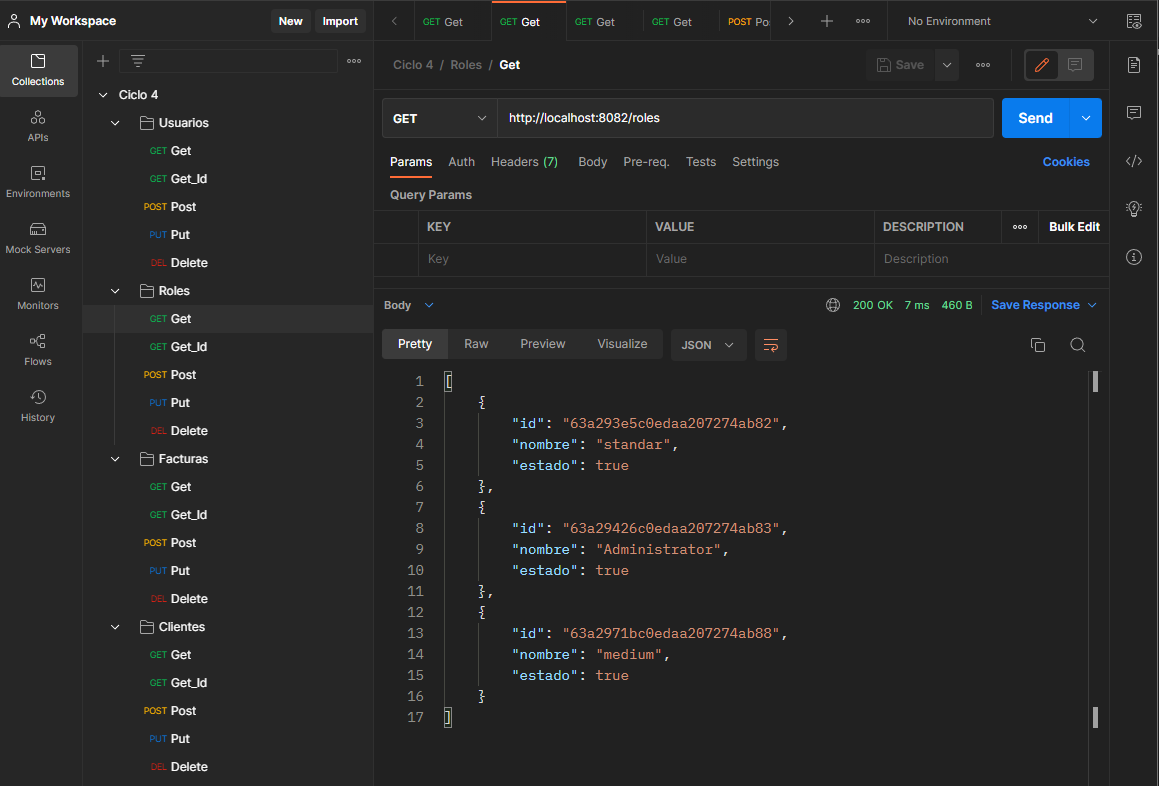 My Workspace
New
Import
GET Get
GET Get
GET Get
GET Get
POST Po
No Environment
Collections
APIs
Environments
Mock Servers
Monitors
Flows
History
Ciclo 4
Usuarios
GET Get
GET Get_Id
POST Post
PUT Put
DEL Delete
Roles
GET Get
GET Get_Id
POST Post
PUT Put
DEL Delete
Facturas
GET Get
GET Get_Id
POST Post
PUT Put
DEL Delete
Clientes
GET Get
GET Get_Id
POST Post
PUT Put
DEL Delete
Ciclo 4 / Roles / Get
Save
GET
http://localhost:8082/roles
Send
Params Auth Headers (7) Body Pre-req. Tests Settings
Cookies
Query Params
KEY VALUE DESCRIPTION
Bulk Edit
Key Value Description
Body
200 OK 7 ms 460 B
Save Response
Pretty Raw Preview Visualize
JSON
1 [
2 {
3 "id": "63a293e5c0edaa207274ab82",
4 "nombre": "standar",
5 "estado": true
6 },
7 {
8 "id": "63a29426c0edaa207274ab83",
9 "nombre": "Administrator",
10 "estado": true
11 },
12 {
13 "id": "63a2971bc0edaa207274ab88",
14 "nombre": "medium",
15 "estado": true
16 }
17 ]